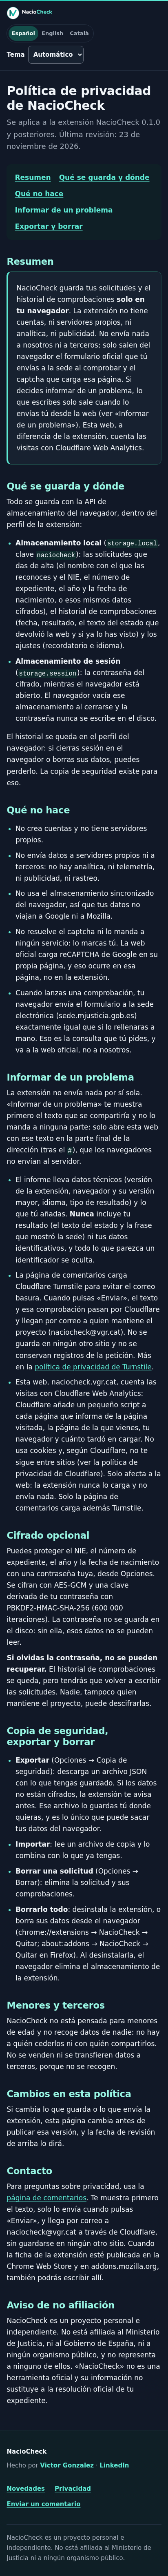 NacioCheck
Español English Català
Tema Automático
Política de privacidad
de NacioCheck
Se aplica a la extensión NacioCheck 0.1.0
y posteriores. Última revisión: 23 de
noviembre de 2026.
Resumen Qué se guarda y dónde
Qué no hace
Informar de un problema
Exportar y borrar
Resumen
NacioCheck guarda tus solicitudes y el
historial de comprobaciones solo en
tu navegador. La extensión no tiene
cuentas, ni servidores propios, ni
analítica, ni publicidad. No envía nada
a nosotros ni a terceros; solo salen del
navegador el formulario oficial que tú
envías a la sede al comprobar y el
captcha que carga esa página. Si
decides informar de un problema, lo
que escribes solo sale cuando lo
envías tú desde la web (ver «Informar
de un problema»). Esta web, a
diferencia de la extensión, cuenta las
visitas con Cloudflare Web Analytics.
Qué se guarda y dónde
Todo se guarda con la API de
almacenamiento del navegador, dentro del
perfil de la extensión:
• Almacenamiento local (storage.local,
clave naciocheck): las solicitudes que
das de alta (el nombre con el que las
reconoces y el NIE, el número de
expediente, el año y la fecha de
nacimiento, o esos mismos datos
cifrados), el historial de comprobaciones
(fecha, resultado, el texto del estado que
devolvió la web y si ya lo has visto) y los
ajustes (recordatorio e idioma).
• Almacenamiento de sesión
(storage.session): la contraseña del
cifrado, mientras el navegador está
abierto. El navegador vacía ese
almacenamiento al cerrarse y la
contraseña nunca se escribe en el disco.
El historial se queda en el perfil del
navegador: si cierras sesión en el
navegador o borras sus datos, puedes
perderlo. La copia de seguridad existe para
eso.
Qué no hace
• No crea cuentas y no tiene servidores
propios.
• No envía datos a servidores propios ni a
terceros: no hay analítica, ni telemetría,
ni publicidad, ni rastreo.
• No usa el almacenamiento sincronizado
del navegador, así que tus datos no
viajan a Google ni a Mozilla.
• No resuelve el captcha ni lo manda a
ningún servicio: lo marcas tú. La web
oficial carga reCAPTCHA de Google en su
propia página, y eso ocurre en esa
página, no en la extensión.
• Cuando lanzas una comprobación, tu
navegador envía el formulario a la sede
electrónica (sede.mjusticia.gob.es)
exactamente igual que si lo rellenaras a
mano. Eso es la consulta que tú pides, y
va a la web oficial, no a nosotros.
Informar de un problema
La extensión no envía nada por sí sola.
«Informar de un problema» te muestra
primero el texto que se compartiría y no lo
manda a ninguna parte: solo abre esta web
con ese texto en la parte final de la
dirección (tras el #), que los navegadores
no envían al servidor.
• El informe lleva datos técnicos (versión
de la extensión, navegador y su versión
mayor, idioma, tipo de resultado) y lo
que tú añadas. Nunca incluye tu
resultado (el texto del estado y la frase
que mostró la sede) ni tus datos
identificativos, y todo lo que parezca un
identificador se oculta.
• La página de comentarios carga
Cloudflare Turnstile para evitar el correo
basura. Cuando pulsas «Enviar», el texto
y esa comprobación pasan por Cloudflare
y llegan por correo a quien mantiene el
proyecto (naciocheck@vgr.cat). No se
guarda en ningún otro sitio y no se
conservan registros de la petición. Más
en la política de privacidad de Turnstile.
• Esta web, naciocheck.vgr.cat, cuenta las
visitas con Cloudflare Web Analytics:
Cloudflare añade un pequeño script a
cada página que informa de la página
visitada, la página de la que vienes, tu
navegador y cuánto tardó en cargar. No
usa cookies y, según Cloudflare, no te
sigue entre sitios (ver la política de
privacidad de Cloudflare). Solo afecta a la
web: la extensión nunca lo carga y no
envía nada. Solo la página de
comentarios carga además Turnstile.
Cifrado opcional
Puedes proteger el NIE, el número de
expediente, el año y la fecha de nacimiento
con una contraseña tuya, desde Opciones.
Se cifran con AES-GCM y una clave
derivada de tu contraseña con
PBKDF2-HMAC-SHA-256 (600 000
iteraciones). La contraseña no se guarda en
el disco: sin ella, esos datos no se pueden
leer.
Si olvidas la contraseña, no se pueden
recuperar. El historial de comprobaciones
se queda, pero tendrás que volver a escribir
las solicitudes. Nadie, tampoco quien
mantiene el proyecto, puede descifrarlas.
Copia de seguridad,
exportar y borrar
• Exportar (Opciones → Copia de
seguridad): descarga un archivo JSON
con lo que tengas guardado. Si los datos
no están cifrados, la extensión te avisa
antes. Ese archivo lo guardas tú donde
quieras, y es lo único que puede sacar
tus datos del navegador.
• Importar: lee un archivo de copia y lo
combina con lo que ya tengas.
• Borrar una solicitud (Opciones →
Borrar): elimina la solicitud y sus
comprobaciones.
• Borrarlo todo: desinstala la extensión, o
borra sus datos desde el navegador
(chrome://extensions → NacioCheck →
Quitar; about:addons → NacioCheck →
Quitar en Firefox). Al desinstalarla, el
navegador elimina el almacenamiento de
la extensión.
Menores y terceros
NacioCheck no está pensada para menores
de edad y no recoge datos de nadie: no hay
a quién cederlos ni con quién compartirlos.
No se venden ni se transfieren datos a
terceros, porque no se recogen.
Cambios en esta política
Si cambia lo que se guarda o lo que envía la
extensión, esta página cambia antes de
publicar esa versión, y la fecha de revisión
de arriba lo dirá.
Contacto
Para preguntas sobre privacidad, usa la
página de comentarios. Te muestra primero
el texto, solo lo envía cuando pulsas
«Enviar», y llega por correo a
naciocheck@vgr.cat a través de Cloudflare,
sin guardarse en ningún otro sitio. Cuando
la ficha de la extensión esté publicada en la
Chrome Web Store y en addons.mozilla.org,
también podrás escribir allí.
Aviso de no afiliación
NacioCheck es un proyecto personal e
independiente. No está afiliada al Ministerio
de Justicia, ni al Gobierno de España, ni a
ningún organismo público, y no representa
a ninguno de ellos. «NacioCheck» no es una
herramienta oficial y su información no
sustituye a la resolución oficial de tu
expediente.
NacioCheck
Hecho por Victor Gonzalez · LinkedIn
Novedades Privacidad
Enviar un comentario
NacioCheck es un proyecto personal e
independiente. No está afiliada al Ministerio de
Justicia ni a ningún organismo público.